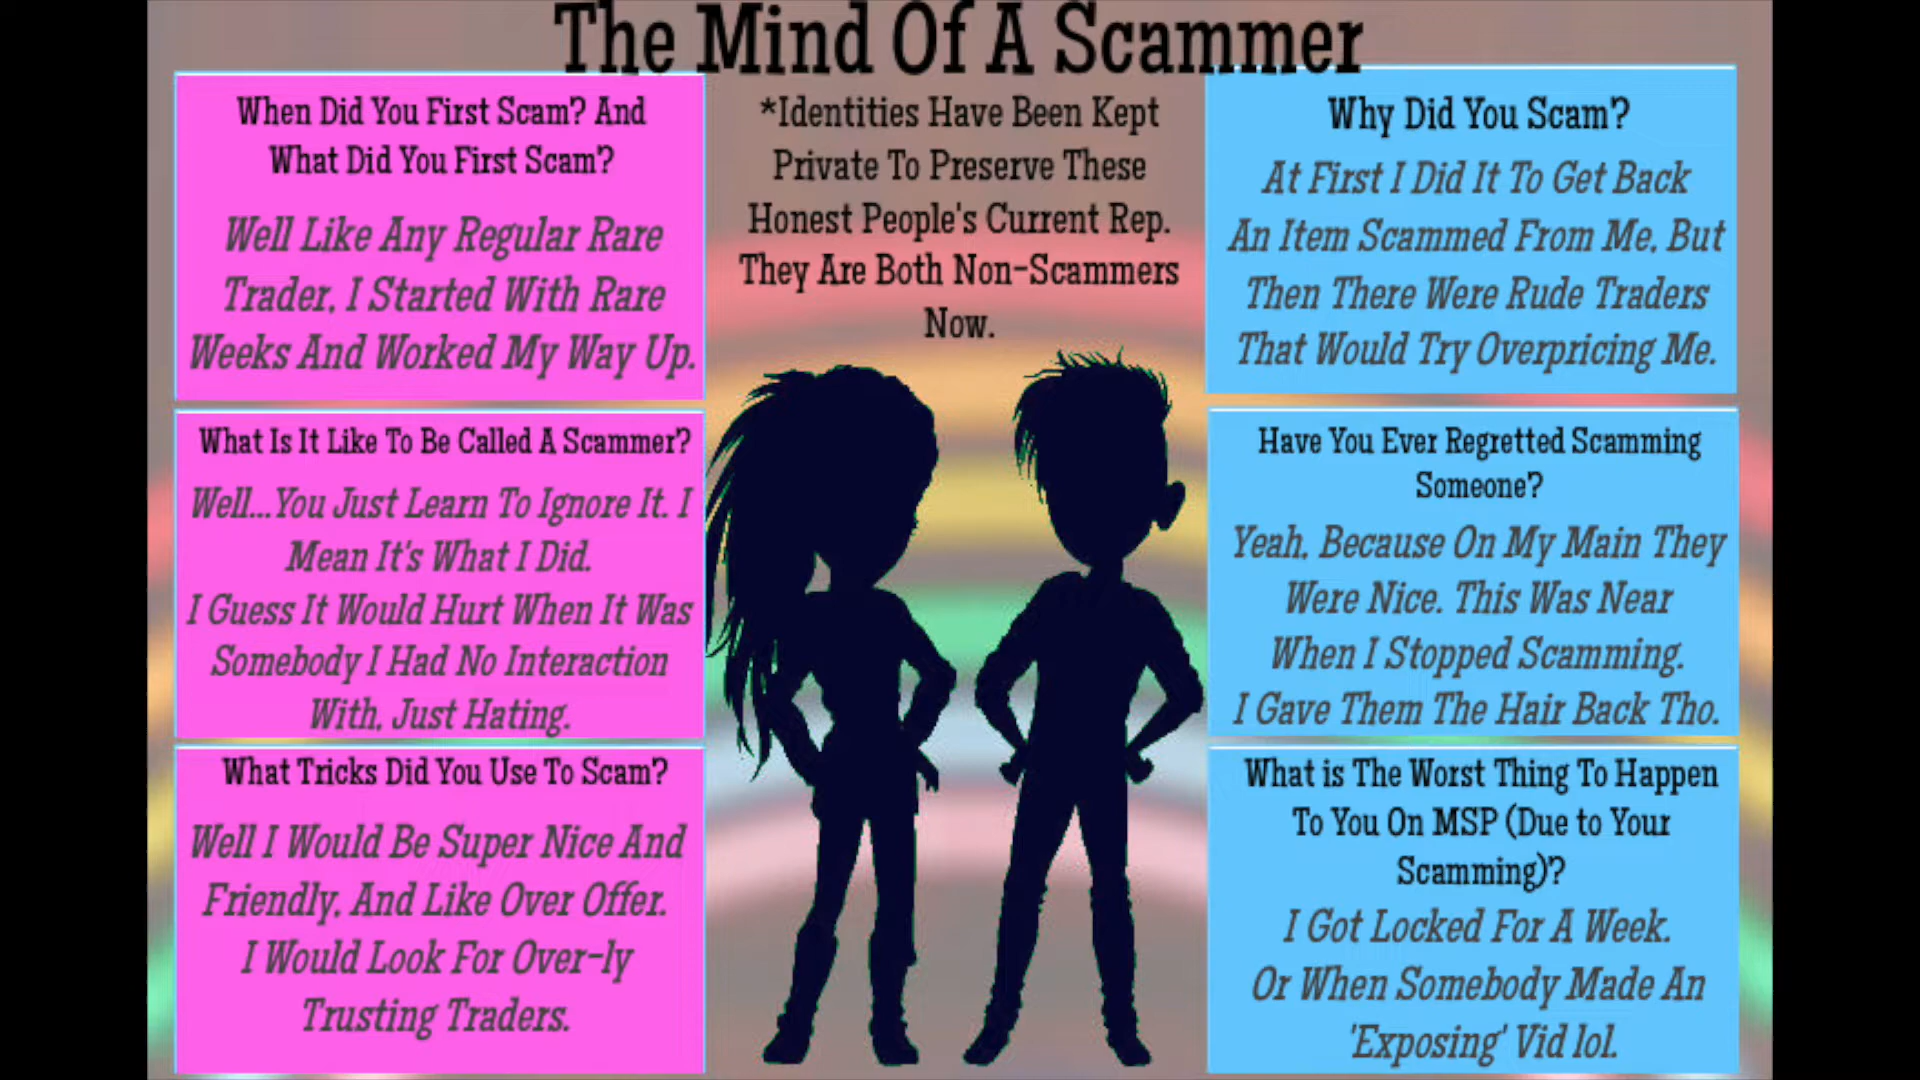 The Mind Of A Scammer
When Did You First Scam? And
What Did You First Scam?
Well Like Any Regular Rare
Trader, I Started With Rare
Weeks And Worked My Way Up.
What Is It Like To Be Called A Scammer?
Well...You Just Learn To Ignore It. I
Mean It's What I Did.
I Guess It Would Hurt When It Was
Somebody I Had No Interaction
With, Just Hating.
What Tricks Did You Use To Scam?
Well I Would Be Super Nice And
Friendly, And Like Over Offer.
I Would Look For Over-ly
Trusting Traders.
*Identities Have Been Kept
Private To Preserve These
Honest People's Current Rep.
They Are Both Non-Scammers
Now.
Why Did You Scam?
At First I Did It To Get Back
An Item Scammed From Me, But
Then There Were Rude Traders
That Would Try Overpricing Me.
Have You Ever Regretted Scamming
Someone?
Yeah, Because On My Main They
Were Nice. This Was Near
When I Stopped Scamming.
I Gave Them The Hair Back Tho.
What is The Worst Thing To Happen
To You On MSP (Due to Your
Scamming)?
I Got Locked For A Week.
Or When Somebody Made An
'Exposing' Vid lol.